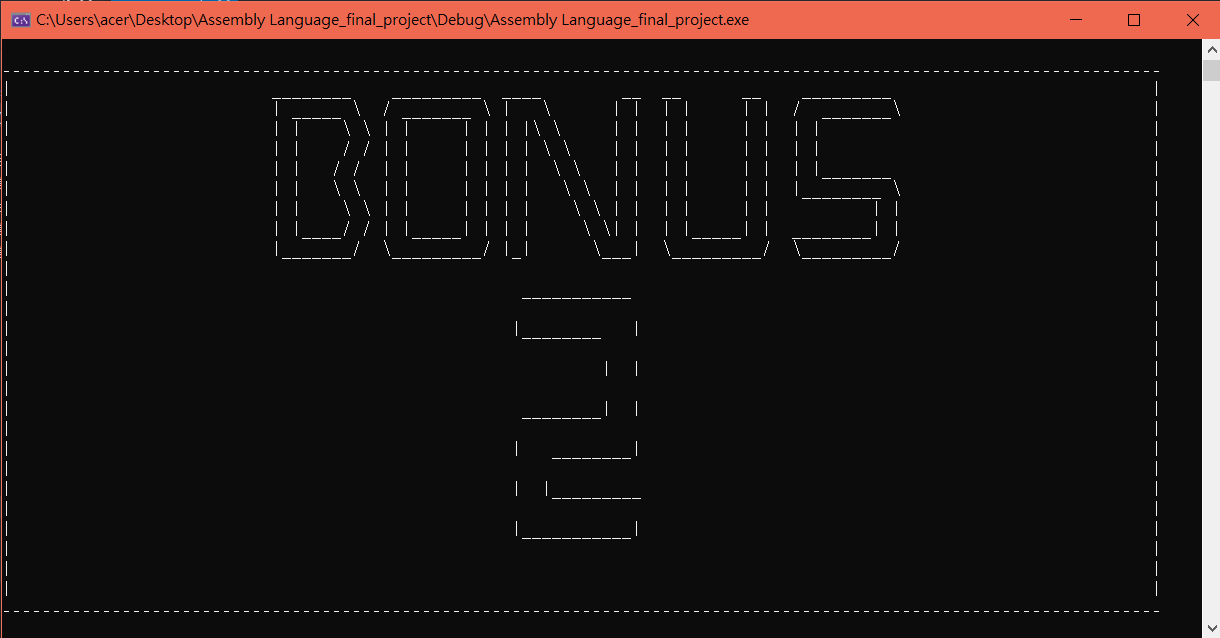 C:\Users\acer\Desktop\Assembly Language_final_project\Debug\Assembly Language_final_project.exe
BONUS
2